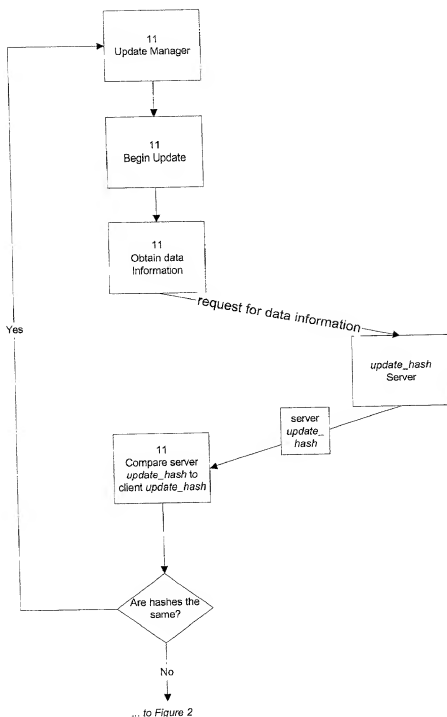 11
Update Manager
11
Begin Update
11
Obtain data
Information
request for data information
Yes
update_hash
Server
server
update_
hash
11
Compare server
update_hash to
client update_hash
Are hashes the
same?
No
... to Figure 2